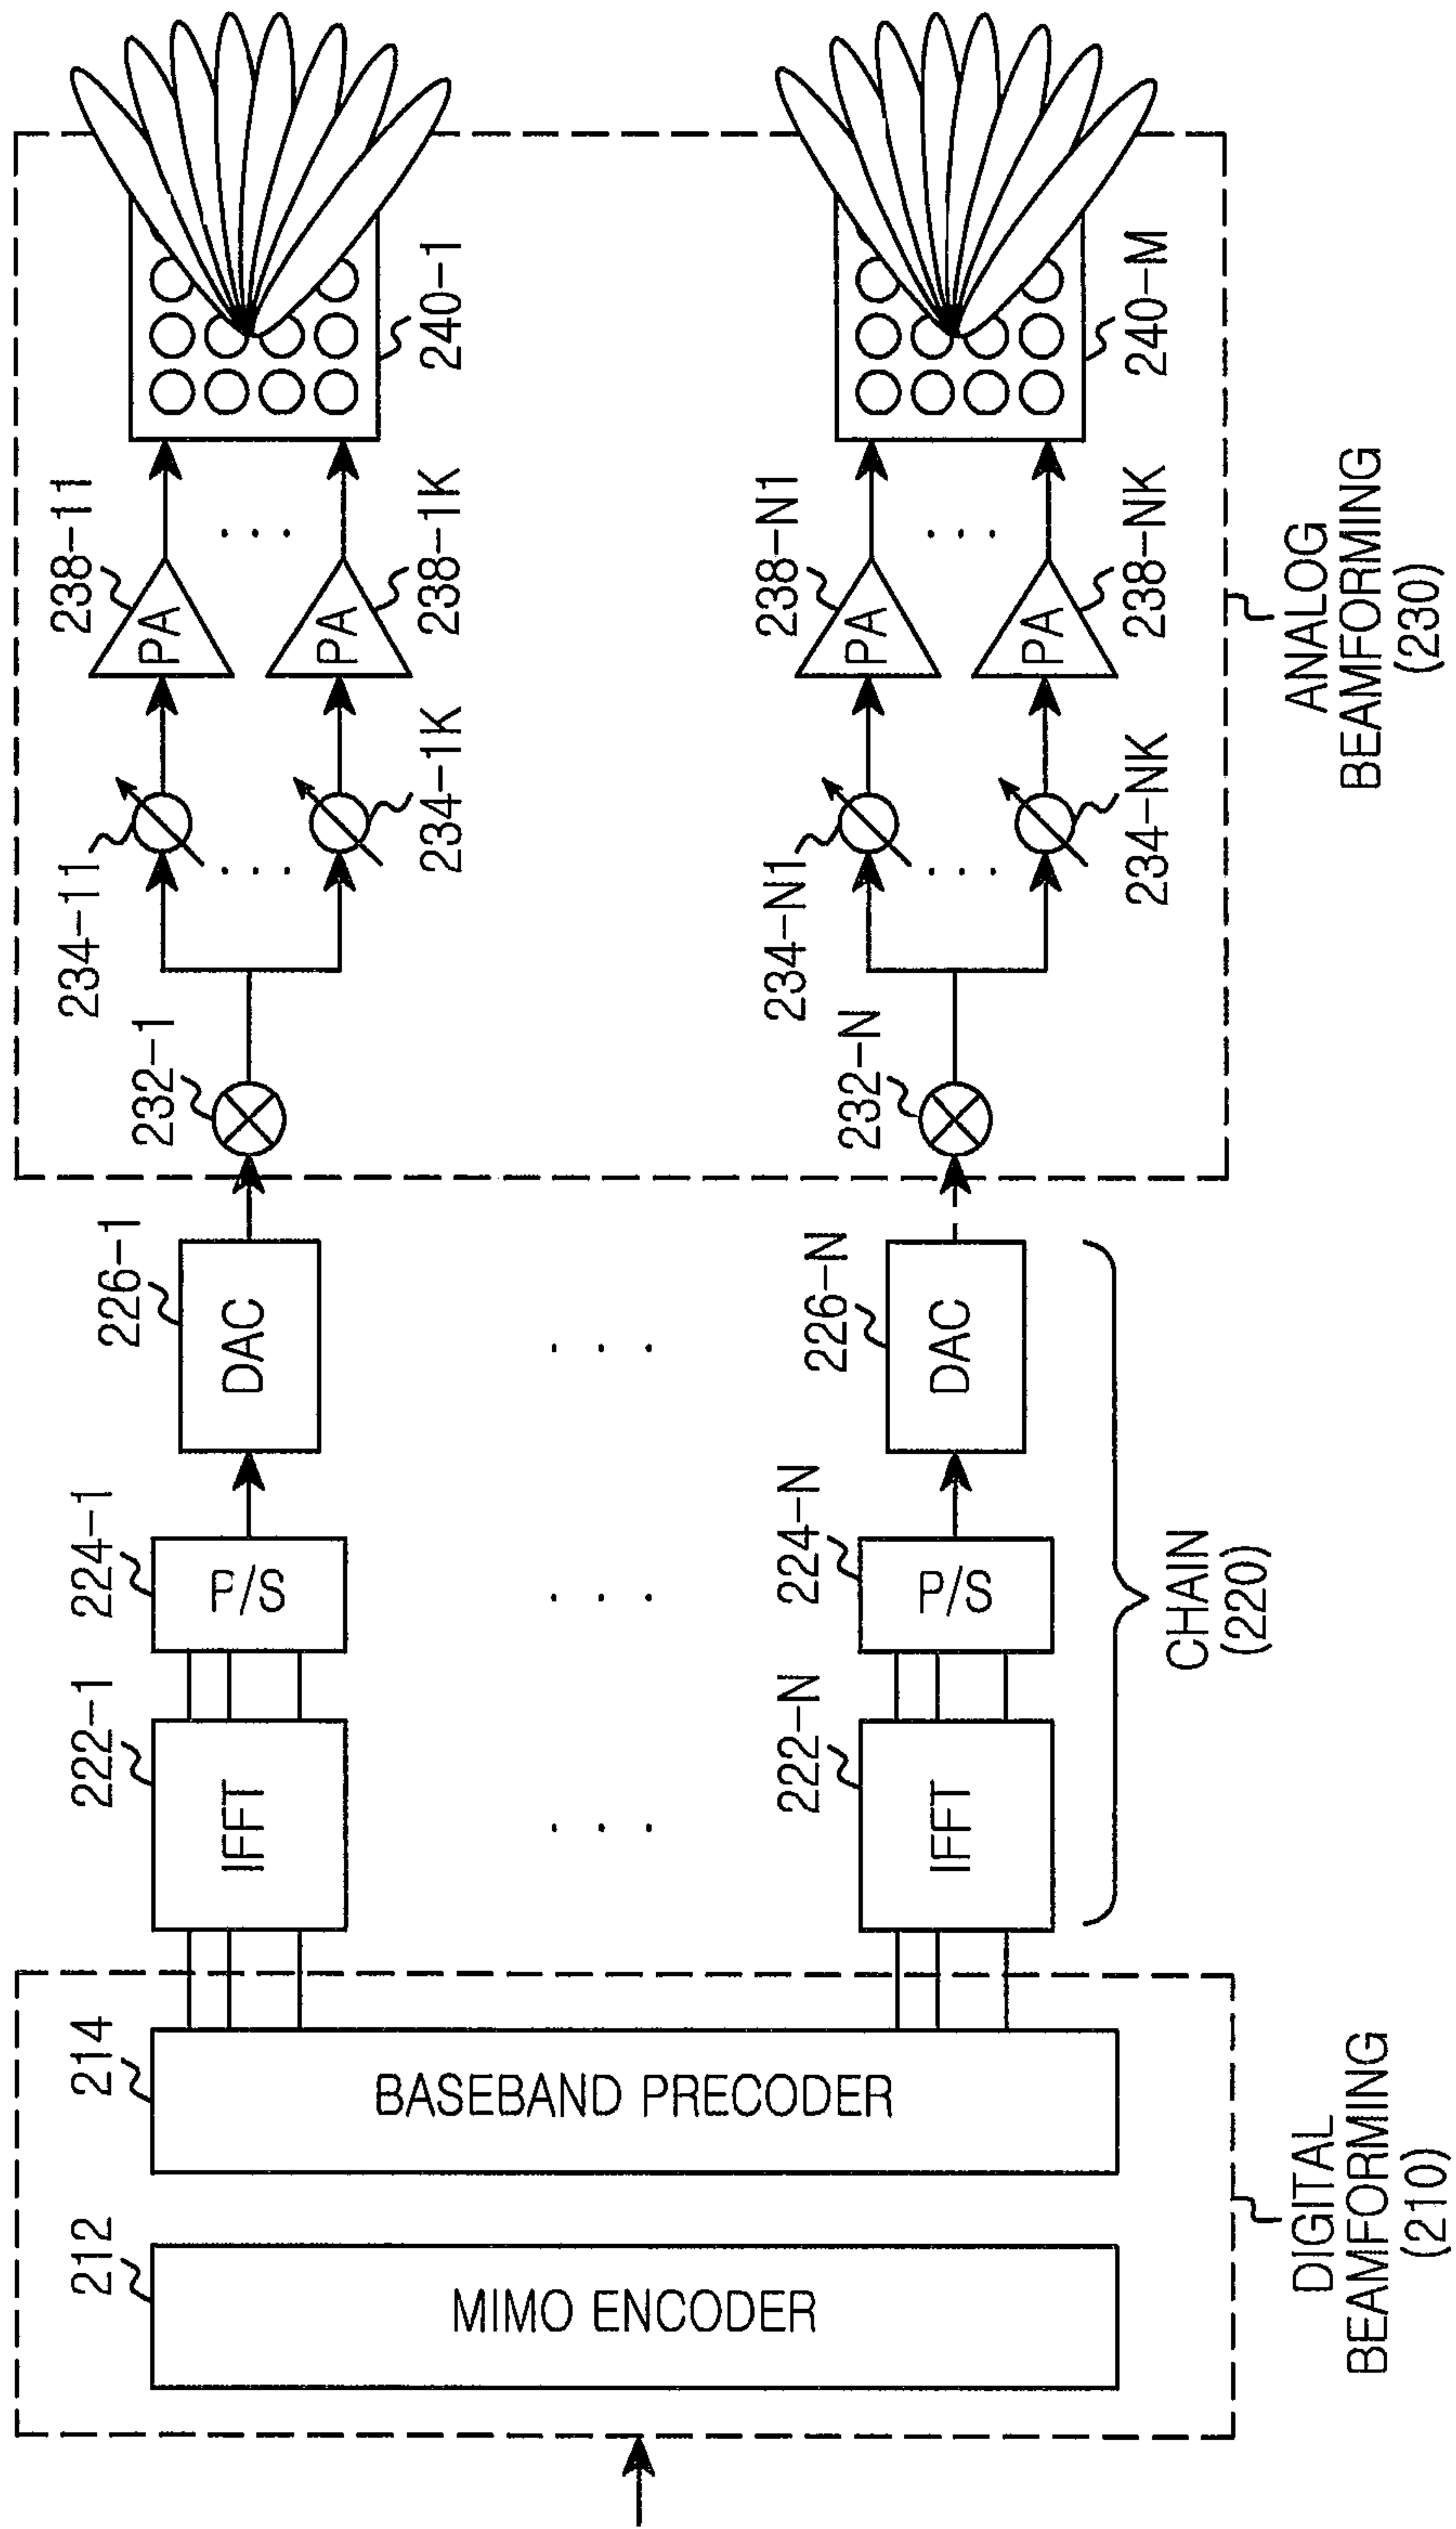 212
MIMO ENCODER
214
BASEBAND PRECODER
DIGITAL
BEAMFORMING
(210)
222-1
IFFT
224-1
P/S
226-1
DAC
. . .
. . .
. . .
222-N
IFFT
224-N
P/S
226-N
DAC
CHAIN
(220)
232-1
234-11
. . .
234-1K
238-11
PA
. . .
PA
238-1K
240-1
232-N
234-N1
. . .
234-NK
238-N1
PA
. . .
PA
238-NK
240-M
ANALOG
BEAMFORMING
(230)